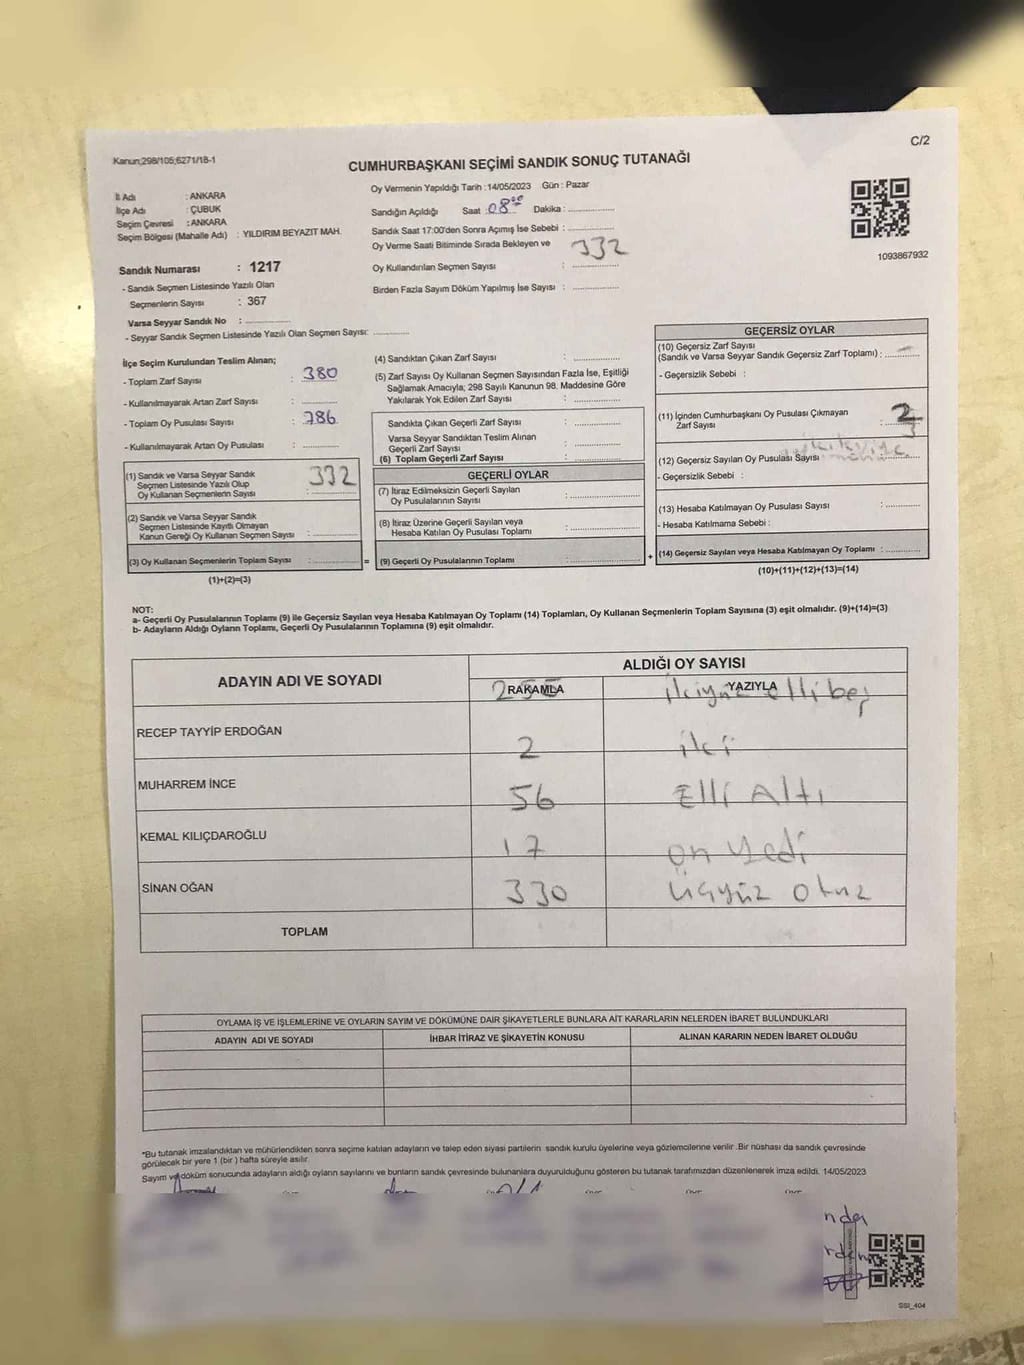 C/2
Kanun;298/105;6271/18-1
CUMHURBAŞKANI SEÇİMİ SANDIK SONUÇ TUTANAĞI
İl Adı : ANKARA
İlçe Adı : ÇUBUK
Seçim Çevresi : ANKARA
Seçim Bölgesi (Mahalle Adı) : YILDIRIM BEYAZIT MAH.
Oy Vermenin Yapıldığı Tarih :14/05/2023 Gün : Pazar
Sandığın Açıldığı Saat : 08 00 Dakika : ................
Sandık Saat 17:00'den Sonra Açımış İse Sebebi : ................
Oy Verme Saati Bitiminde Sırada Bekleyen ve 332
Oy Kullandırılan Seçmen Sayısı : ................
Birden Fazla Sayım Döküm Yapılmış İse Sayısı : ................
1093867932
Sandık Numarası : 1217
- Sandık Seçmen Listesinde Yazılı Olan
Seçmenlerin Sayısı : 367
Varsa Seyyar Sandık No : ................
- Seyyar Sandık Seçmen Listesinde Yazılı Olan Seçmen Sayısı: ................
İlçe Seçim Kurulundan Teslim Alınan;
- Toplam Zarf Sayısı : 380
- Kullanılmayarak Artan Zarf Sayısı : ................
- Toplam Oy Pusulası Sayısı : 786
- Kullanılmayarak Artan Oy Pusulası : ................
(1) Sandık ve Varsa Seyyar Sandık
Seçmen Listesinde Yazılı Olup
Oy Kullanan Seçmenlerin Sayısı : 332
(2) Sandık ve Varsa Seyyar Sandık
Seçmen Listesinde Kayıtlı Olmayan
Kanun Gereği Oy Kullanan Seçmen Sayısı : ................
(3) Oy Kullanan Seçmenlerin Toplam Sayısı : ................ =
(1)+(2)=(3)
(4) Sandıktan Çıkan Zarf Sayısı : ................
(5) Zarf Sayısı Oy Kullanan Seçmen Sayısından Fazla İse, Eşitliği
Sağlamak Amacıyla; 298 Sayılı Kanunun 98. Maddesine Göre
Yakılarak Yok Edilen Zarf Sayısı : ................
Sandıkta Çıkan Geçerli Zarf Sayısı : ................
Varsa Seyyar Sandıktan Teslim Alınan
Geçerli Zarf Sayısı : ................
(6) Toplam Geçerli Zarf Sayısı : ................
GEÇERLİ OYLAR
(7) İtiraz Edilmeksizin Geçerli Sayılan
Oy Pusulalarının Sayısı : ................
(8) İtiraz Üzerine Geçerli Sayılan veya
Hesaba Katılan Oy Pusulası Toplamı : ................
(9) Geçerli Oy Pusulalarının Toplamı : ................ +
GEÇERSİZ OYLAR
(10) Geçersiz Zarf Sayısı
(Sandık ve Varsa Seyyar Sandık Geçersiz Zarf Toplamı) : ................
- Geçersizlik Sebebi :
(11) İçinden Cumhurbaşkanı Oy Pusulası Çıkmayan
Zarf Sayısı : 2
(12) Geçersiz Sayılan Oy Pusulası Sayısı : ................
- Geçersizlik Sebebi :
(13) Hesaba Katılmayan Oy Pusulası Sayısı : ................
- Hesaba Katılmama Sebebi :
(14) Geçersiz Sayılan veya Hesaba Katılmayan Oy Toplamı : ................
(10)+(11)+(12)+(13)=(14)
NOT:
a- Geçerli Oy Pusulalarının Toplamı (9) ile Geçersiz Sayılan veya Hesaba Katılmayan Oy Toplamı (14) Toplamları, Oy Kullanan Seçmenlerin Toplam Sayısına (3) eşit olmalıdır. (9)+(14)=(3)
b- Adayların Aldığı Oyların Toplamı, Geçerli Oy Pusulalarının Toplamına (9) eşit olmalıdır.
ADAYIN ADI VE SOYADI
ALDIĞI OY SAYISI
RAKAMLA YAZIYLA
255 ikiyüz elli beş
RECEP TAYYİP ERDOĞAN
2 iki
MUHARREM İNCE
56 Elli Altı
KEMAL KILIÇDAROĞLU
17 on yedi
SİNAN OĞAN
330 üçyüz otuz
TOPLAM
OYLAMA İŞ VE İŞLEMLERİNE VE OYLARIN SAYIM VE DÖKÜMÜNE DAİR ŞİKAYETLERLE BUNLARA AİT KARARLARIN NELERDEN İBARET BULUNDUKLARI
ADAYIN ADI VE SOYADI İHBAR İTİRAZ VE ŞİKAYETİN KONUSU ALINAN KARARIN NEDEN İBARET OLDUĞU
"Bu tutanak imzalandıktan ve mühürlendikten sonra seçime katılan adayların ve talep eden siyasi partilerin sandık kurulu üyelerine veya gözlemcilerine verilir .Bir nüshası da sandık çevresinde
görülecek bir yere 1 (bir ) hafta süreyle asılır.
Sayım ve döküm sonucunda adayların aldığı oyların sayılarını ve bunların sandık çevresinde bulunanlara duyurulduğunu gösteren bu tutanak tarafımızdan düzenlenerek imza edildi. 14/05/2023
SSI_404